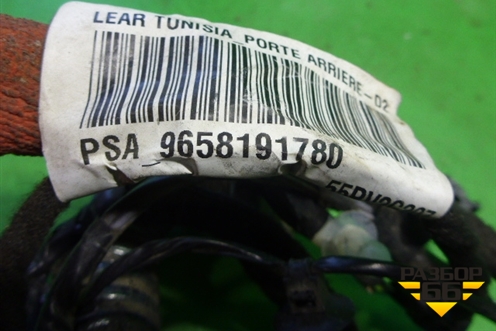 LEAR TUNISIA PORTE ARRIERE-02
PSA 9658191780
РАЗБОР
66